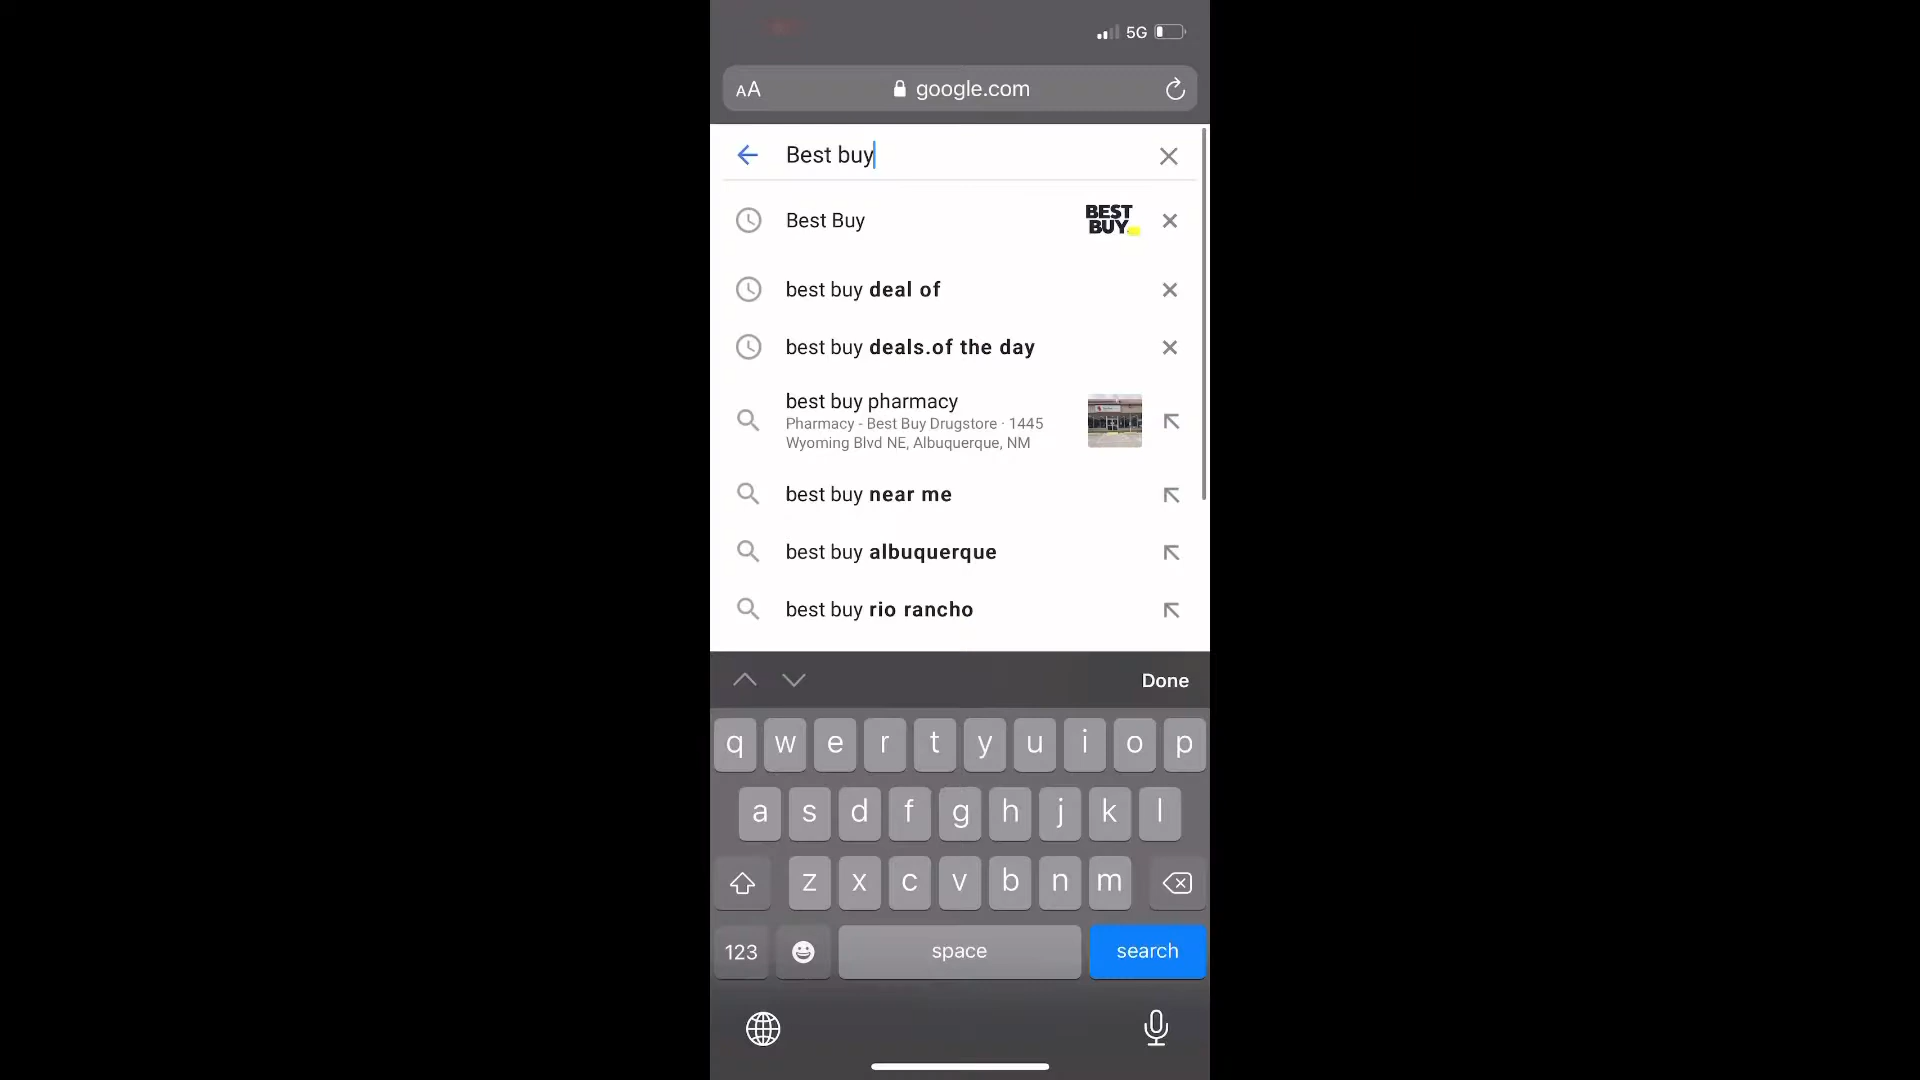 5G
AA google.com
Best buy
Best Buy BEST BUY
best buy deal of
best buy deals.of the day
best buy pharmacy
Pharmacy - Best Buy Drugstore · 1445
Wyoming Blvd NE, Albuquerque, NM
best buy near me
best buy albuquerque
best buy rio rancho
Done
q w e r t y u i o p
a s d f g h j k l
z x c v b n m
123 space search